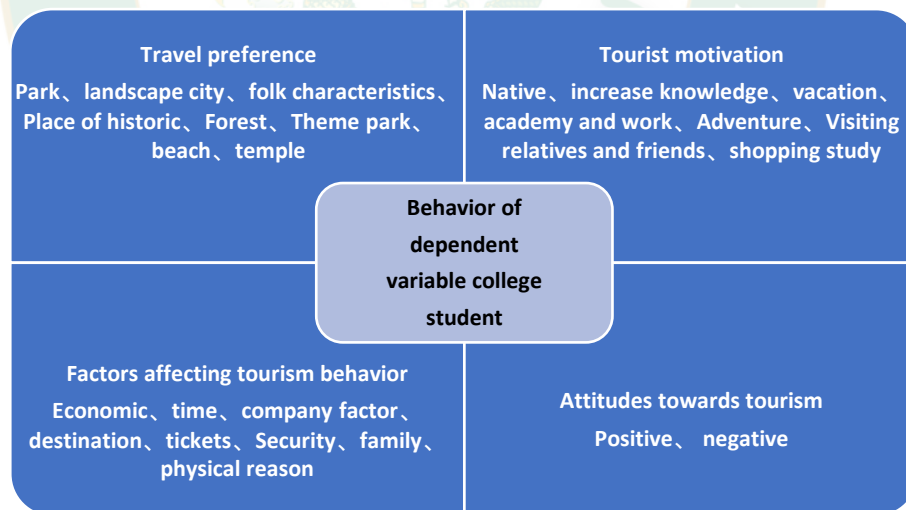 Travel preference
Park、landscape city、folk characteristics、
Place of historic、Forest、Theme park、
beach、temple
Tourist motivation
Native、increase knowledge、vacation、
academy and work、Adventure、Visiting
relatives and friends、shopping study
Behavior of
dependent
variable college
student
Factors affecting tourism behavior
Economic、time、company factor、
destination、tickets、Security、family、
physical reason
Attitudes towards tourism
Positive、 negative